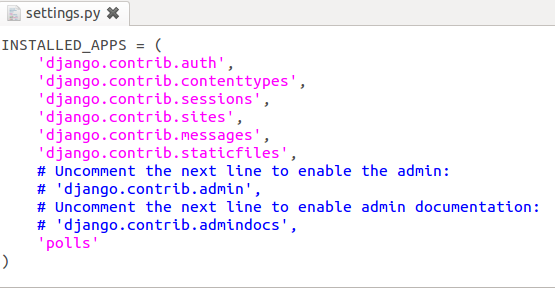 settings.py
INSTALLED_APPS = (
    'django.contrib.auth',
    'django.contrib.contenttypes',
    'django.contrib.sessions',
    'django.contrib.sites',
    'django.contrib.messages',
    'django.contrib.staticfiles',
    # Uncomment the next line to enable the admin:
    # 'django.contrib.admin',
    # Uncomment the next line to enable admin documentation:
    # 'django.contrib.admindocs',
    'polls'
)